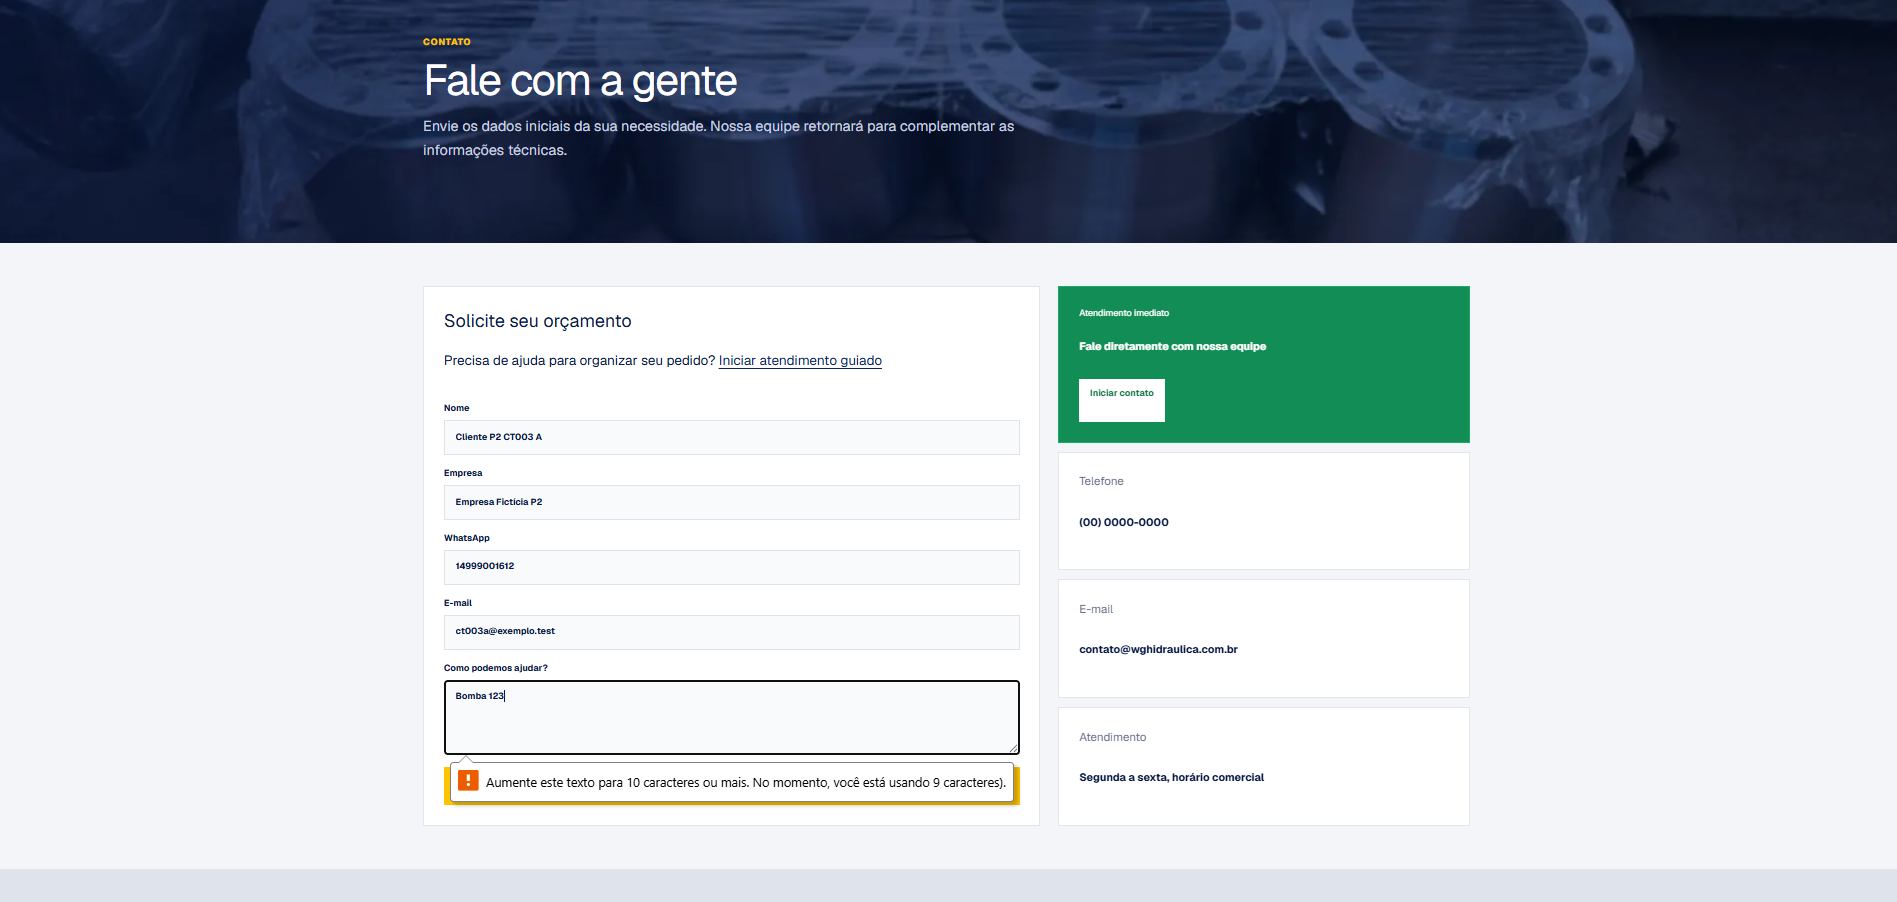 CONTATO
Fale com a gente
Envie os dados iniciais da sua necessidade. Nossa equipe retornará para complementar as
informações técnicas.
Solicite seu orçamento
Precisa de ajuda para organizar seu pedido? Iniciar atendimento guiado
Nome
Cliente P2 CT003 A
Empresa
Empresa Fictícia P2
WhatsApp
14999001612
E-mail
ct003a@exemplo.test
Como podemos ajudar?
Bomba 123
Aumente este texto para 10 caracteres ou mais. No momento, você está usando 9 caracteres).
Atendimento imediato
Fale diretamente com nossa equipe
Iniciar contato
Telefone
(00) 0000-0000
E-mail
contato@wghidraulica.com.br
Atendimento
Segunda a sexta, horário comercial